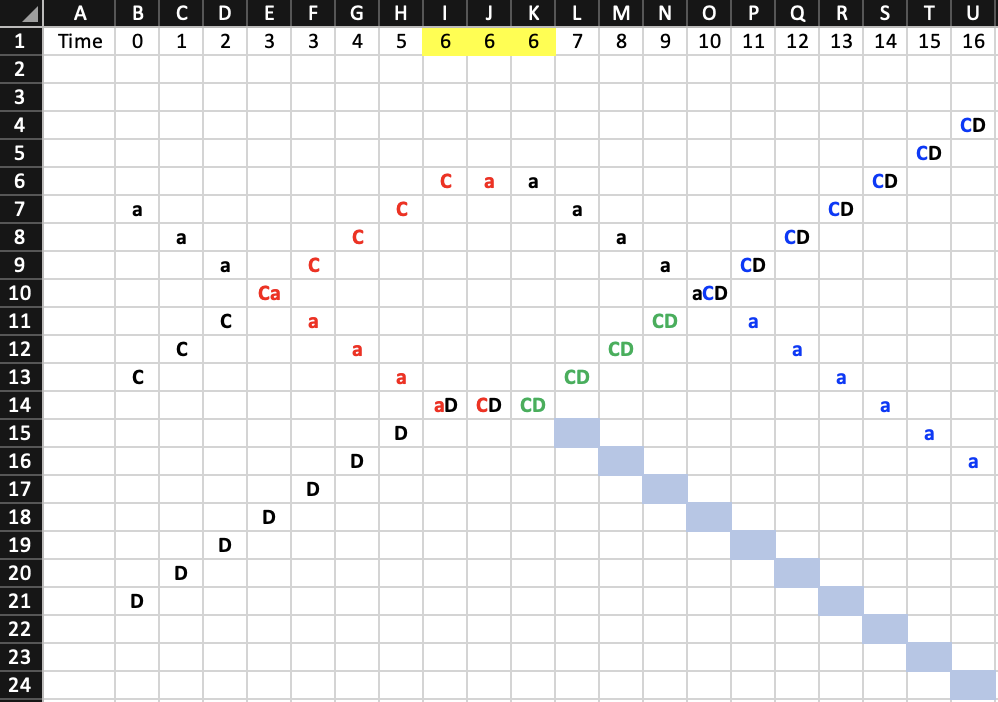 A B C D E F G H I J K L M N O P Q R S T U
1 Time 0 1 2 3 3 4 5 6 6 6 7 8 9 10 11 12 13 14 15 16
2
3
4 CD
5 CD
6 C a a CD
7 a C a CD
8 a C a CD
9 a C a CD
10 Ca aCD
11 C a CD a
12 C a CD a
13 C a CD a
14 aD CD CD a
15 D a
16 D a
17 D
18 D
19 D
20 D
21 D
22
23
24